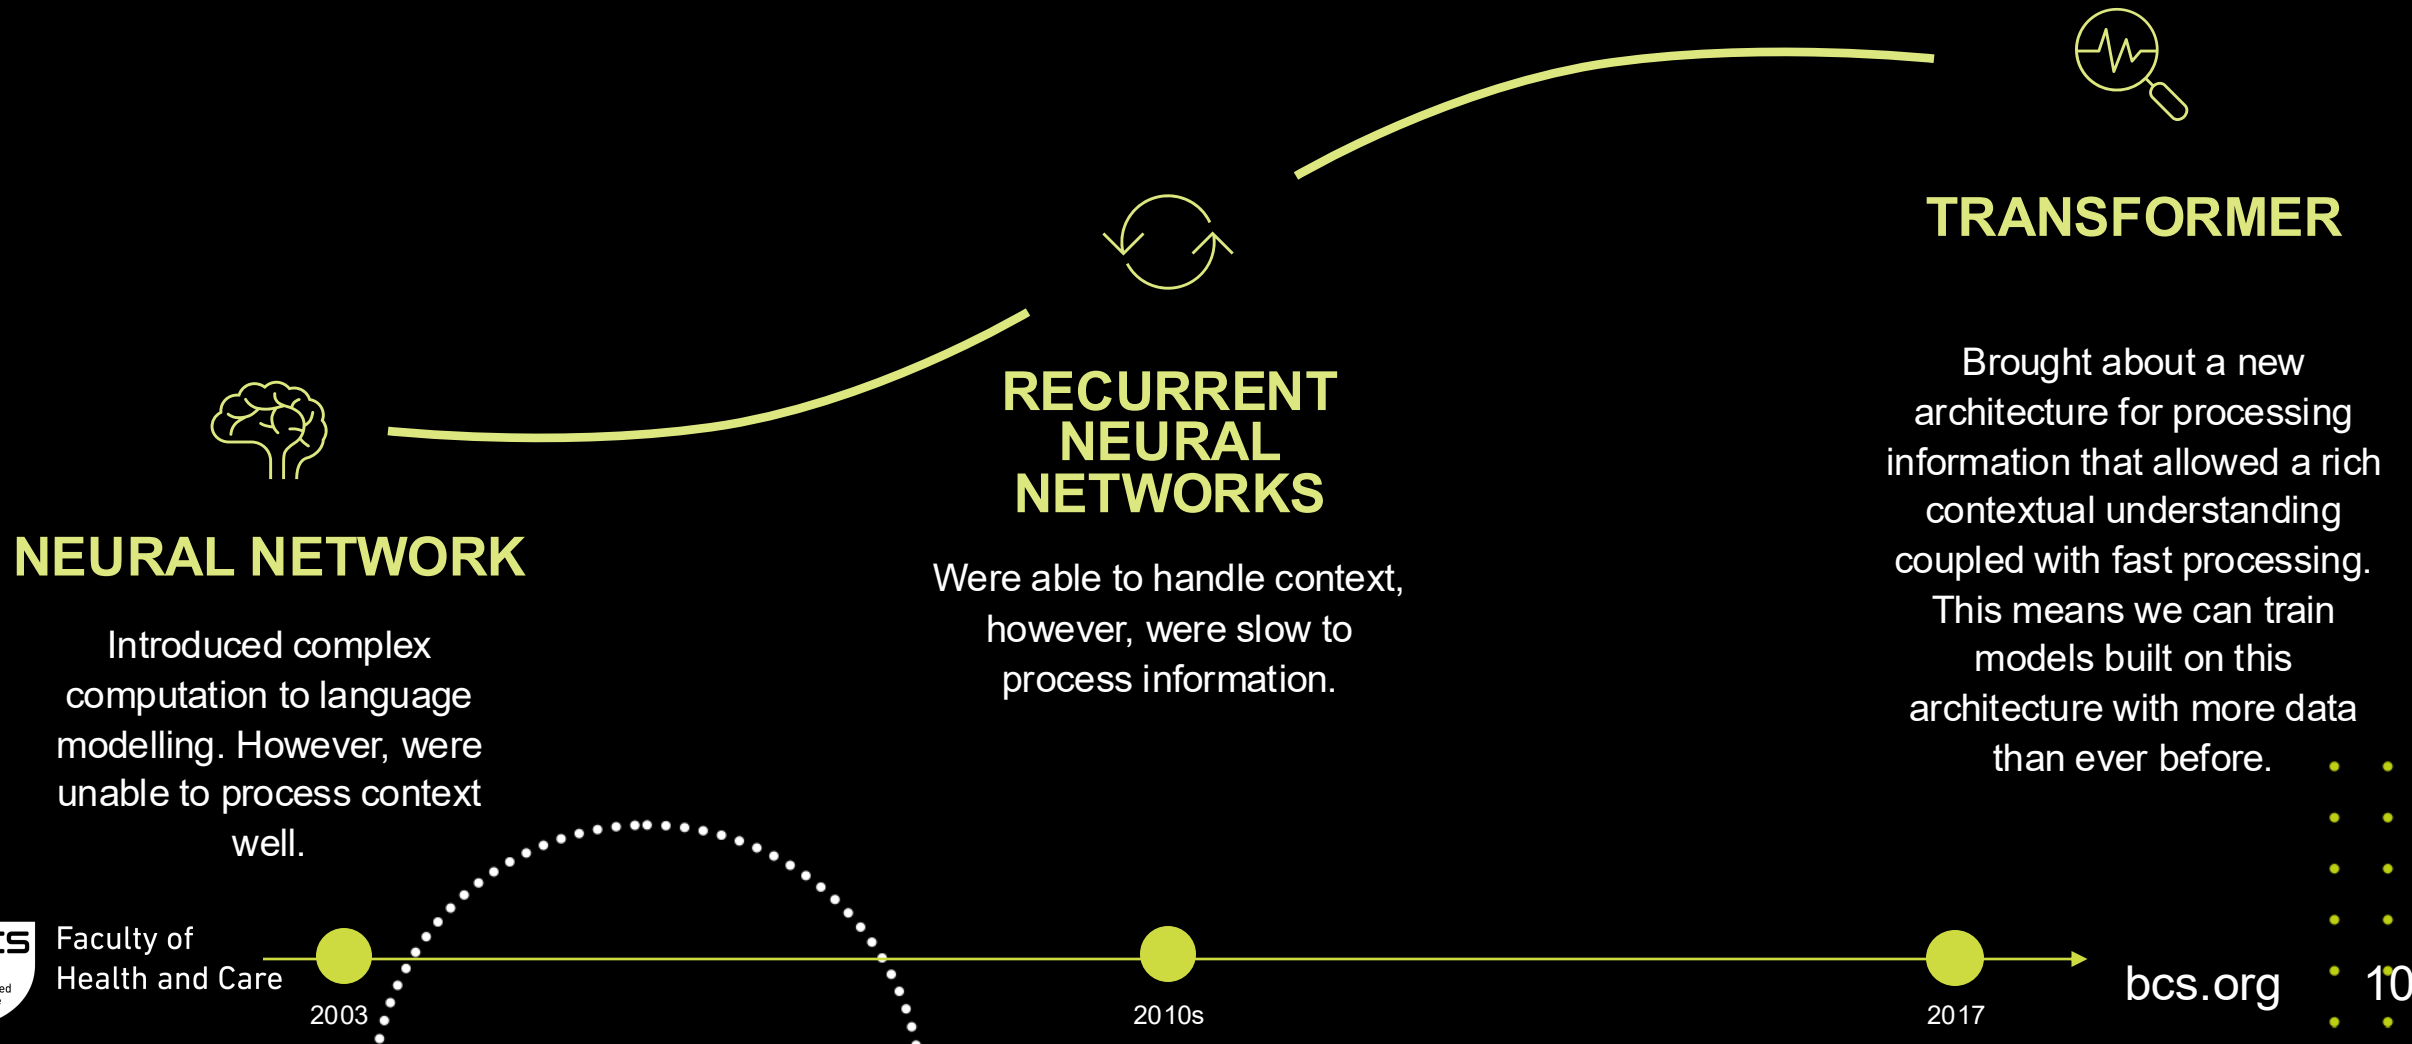 NEURAL NETWORK
Introduced complex
computation to language
modelling. However, were
unable to process context
well.
RECURRENT
NEURAL
NETWORKS
Were able to handle context,
however, were slow to
process information.
TRANSFORMER
Brought about a new
architecture for processing
information that allowed a rich
contextual understanding
coupled with fast processing.
This means we can train
models built on this
architecture with more data
than ever before.
Faculty of
Health and Care
2003
2010s
2017
bcs.org
10